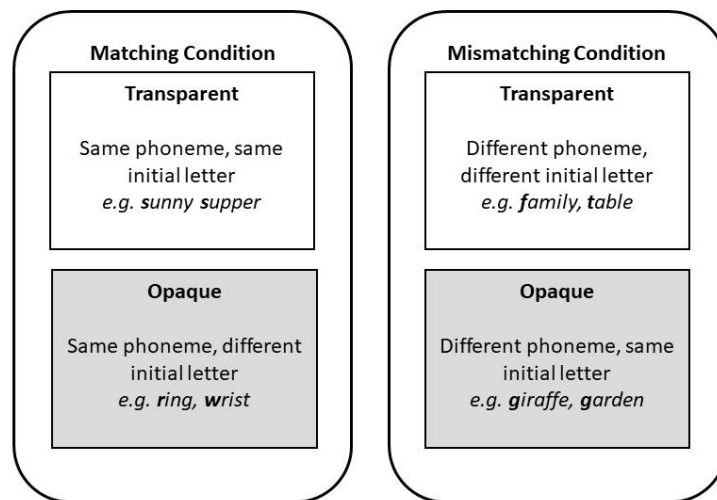 Matching Condition
Transparent
Same phoneme, same
initial letter
e.g. sunny supper
Opaque
Same phoneme, different
initial letter
e.g. ring, wrist
Mismatching Condition
Transparent
Different phoneme,
different initial letter
e.g. family, table
Opaque
Different phoneme, same
initial letter
e.g. giraffe, garden